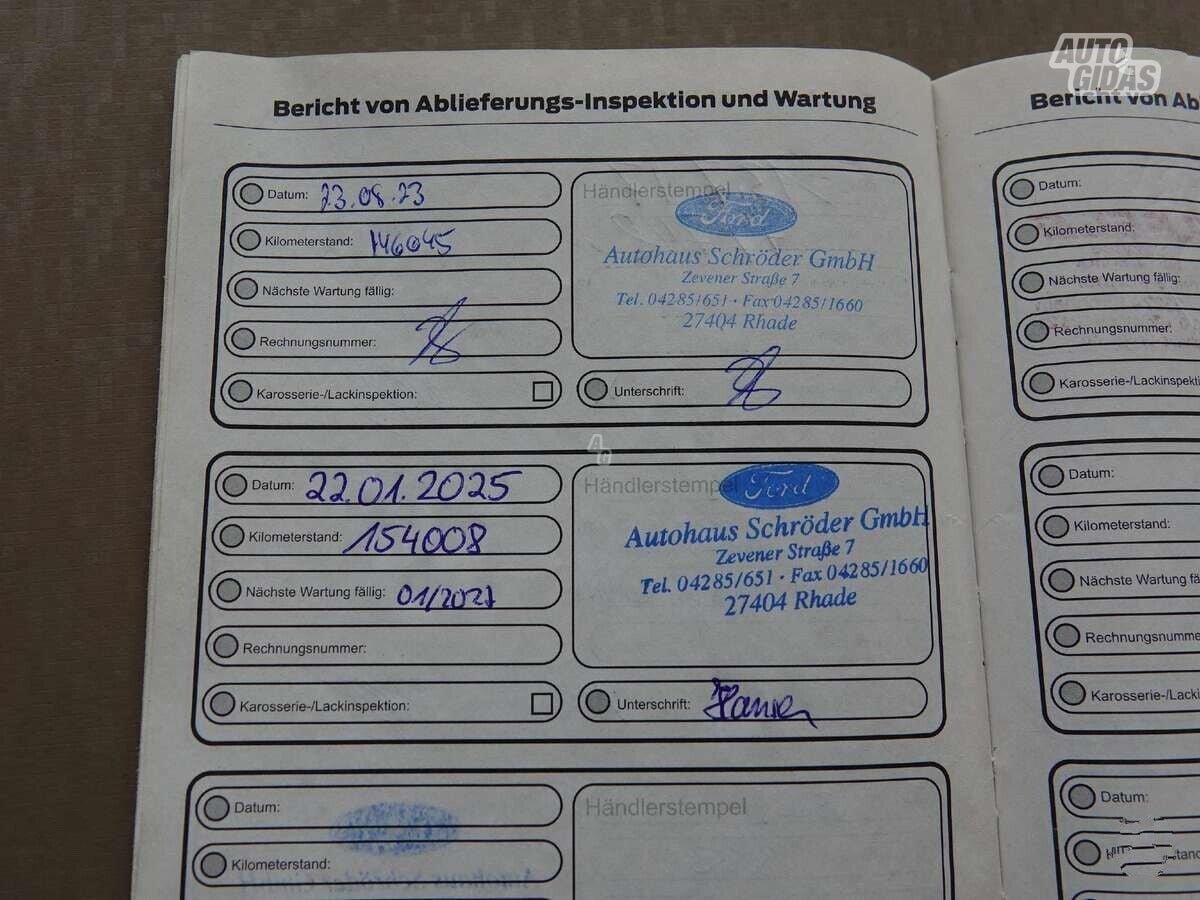 AUTO
GIDAS
Bericht von Ablieferungs-Inspektion und Wartung
Datum: 23.08.23
Kilometerstand: 146045
Nächste Wartung fällig:
Rechnungsnummer:
Karosserie-/Lackinspektion:
Händlerstempel
Ford
Autohaus Schröder GmbH
Zevener Straße 7
Tel. 04285/651 · Fax 04285/1660
27404 Rhade
Unterschrift:
Datum: 22.01.2025
Kilometerstand: 154008
Nächste Wartung fällig: 01/2027
Rechnungsnummer:
Karosserie-/Lackinspektion:
Händlerstempel
Ford
Autohaus Schröder GmbH
Zevener Straße 7
Tel. 04285/651 · Fax 04285/1660
27404 Rhade
Unterschrift:
Datum:
Kilometerstand:
Händlerstempel
Bericht von Ab
Datum:
Kilometerstand:
Nächste Wartung fällig:
Rechnungsnummer:
Karosserie-/Lackinspekti
Datum:
Kilometerstand:
Nächste Wartung fä
Rechnungsnumme
Karosserie-/Lacki
Datum: